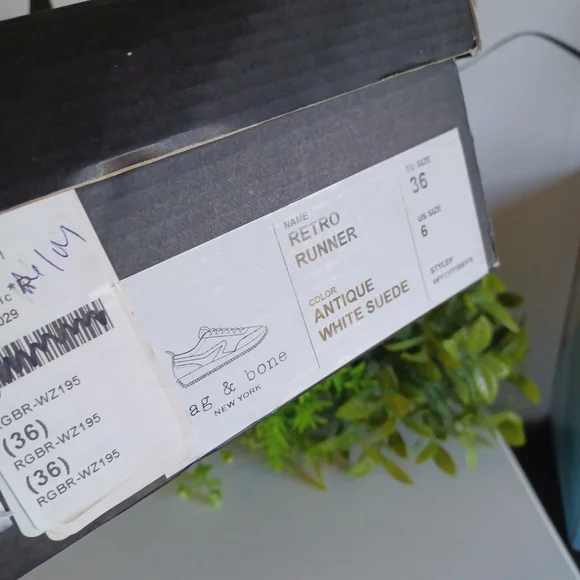 029
RGBR-WZ195
(36)
RGBR-WZ195
(36)
RGBR-WZ195
ag & bone
NEW YORK
NAME
RETRO
RUNNER
COLOR
ANTIQUE
WHITE SUEDE
EU SIZE
36
US SIZE
6
STYLE#